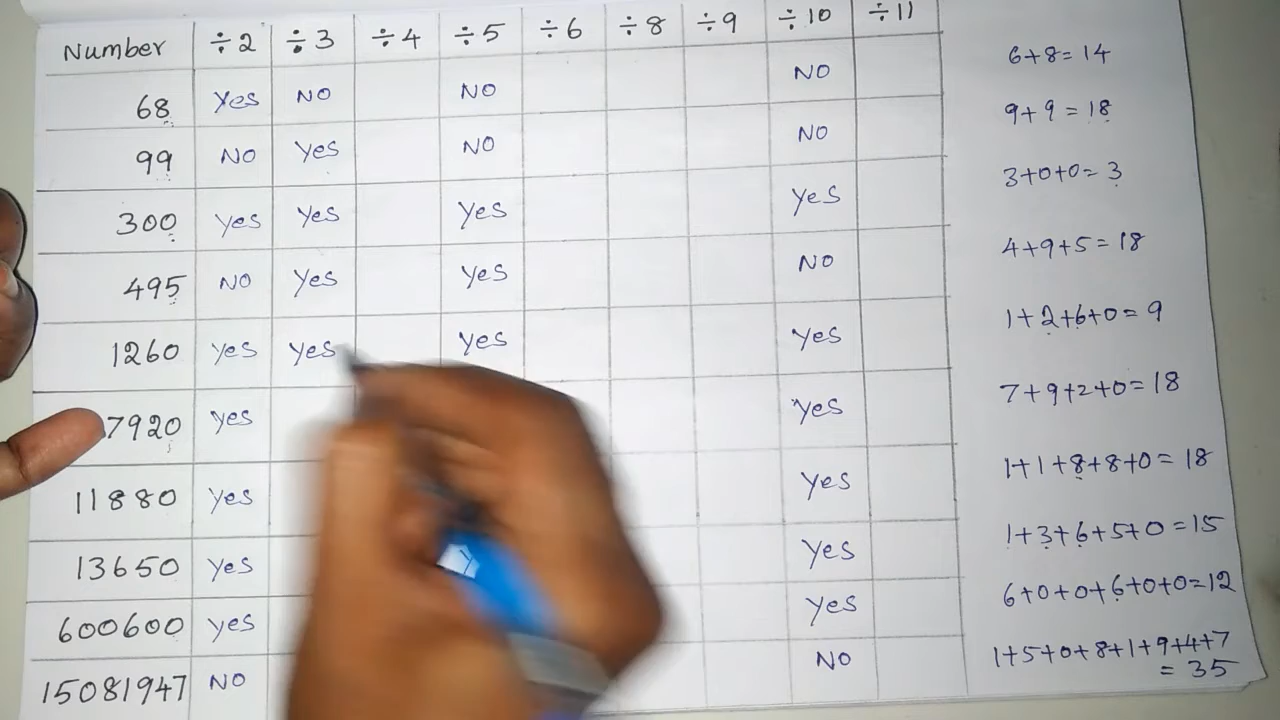 Number ÷2 ÷3 ÷4 ÷5 ÷6 ÷8 ÷9 ÷10 ÷11
68 Yes NO NO NO 6+8=14
99 NO Yes NO NO 9+9=18
300 Yes Yes Yes Yes 3+0+0=3
495 NO Yes Yes NO 4+9+5=18
1260 Yes Yes Yes Yes 1+2+6+0=9
7920 Yes Yes 7+9+2+0=18
11880 Yes Yes 1+1+8+8+0=18
13650 Yes Yes 1+3+6+5+0=15
600600 Yes Yes 6+0+0+6+0+0=12
15081947 NO NO 1+5+0+8+1+9+4+7
=35